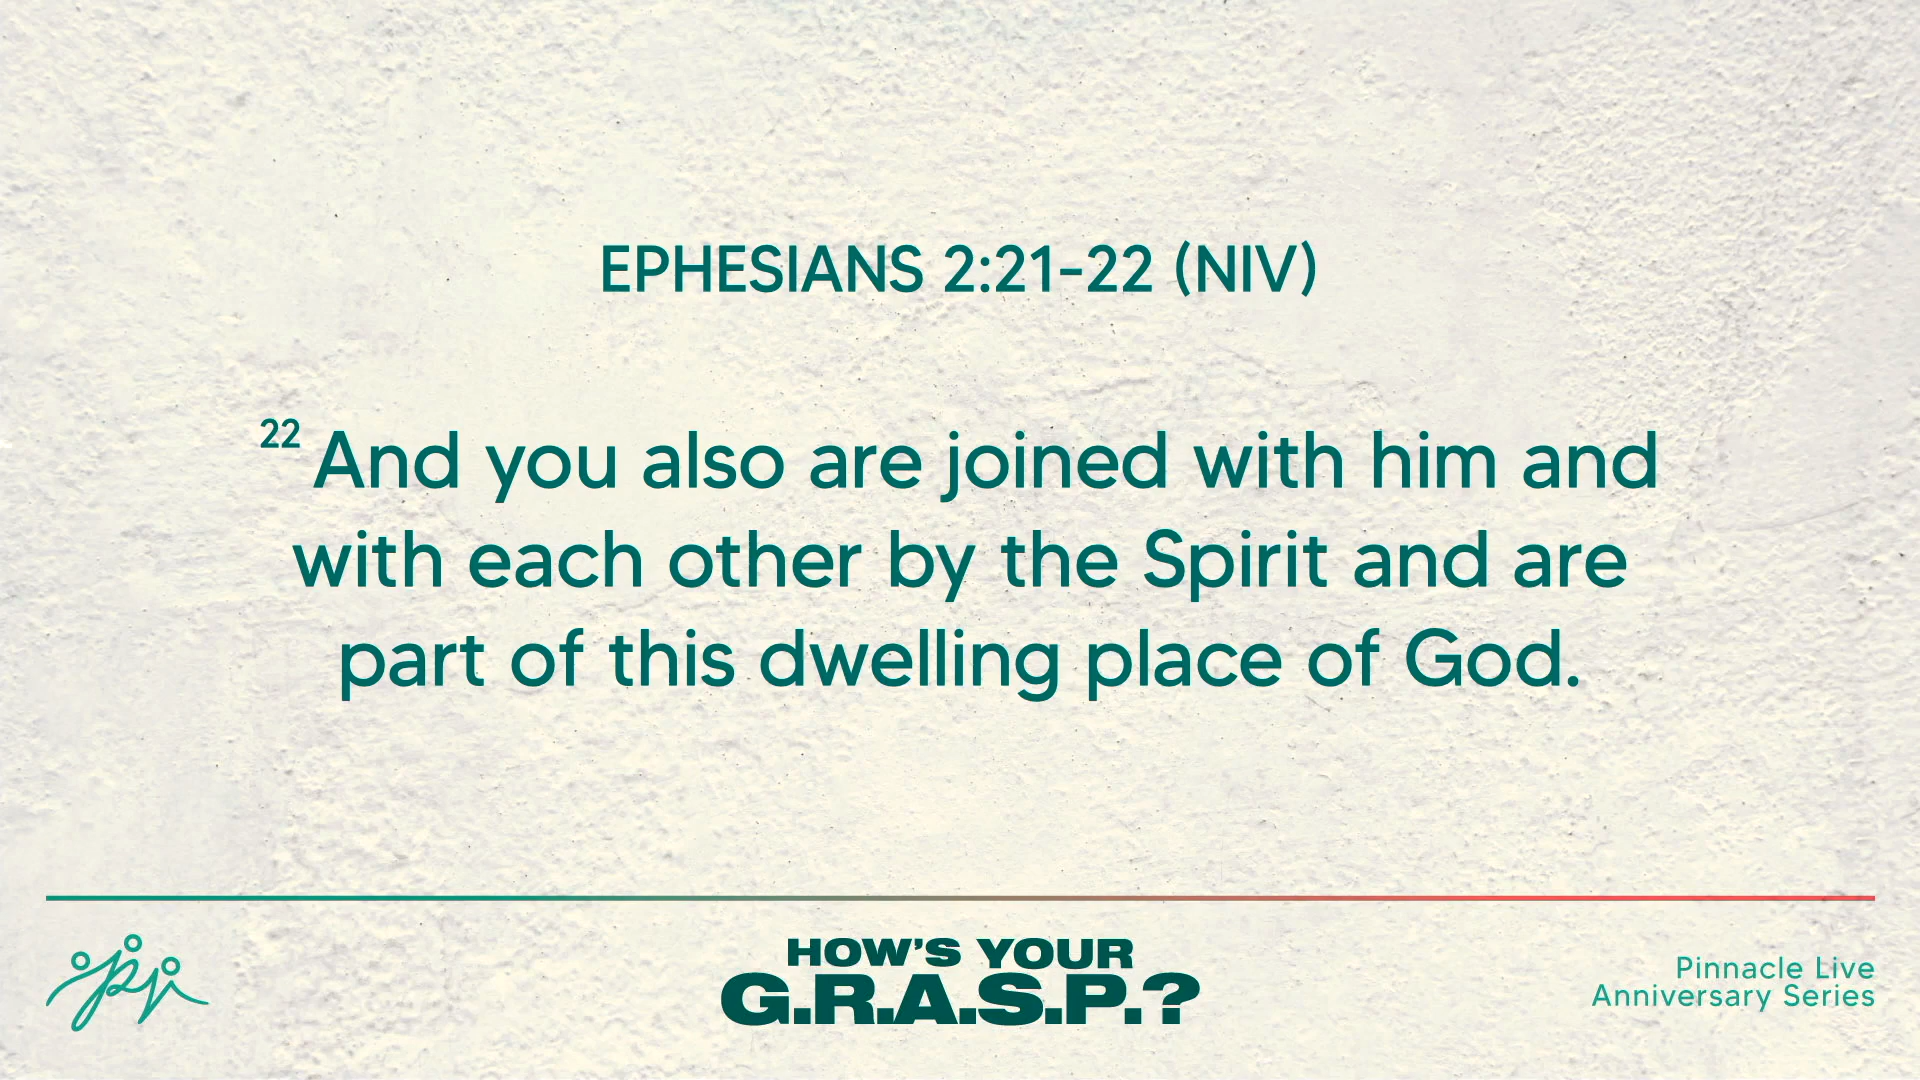 EPHESIANS 2:21-22 (NIV)
22 And you also are joined with him and
with each other by the Spirit and are
part of this dwelling place of God.
HOW'S YOUR
G.R.A.S.P.?
Pinnacle Live
Anniversary Series